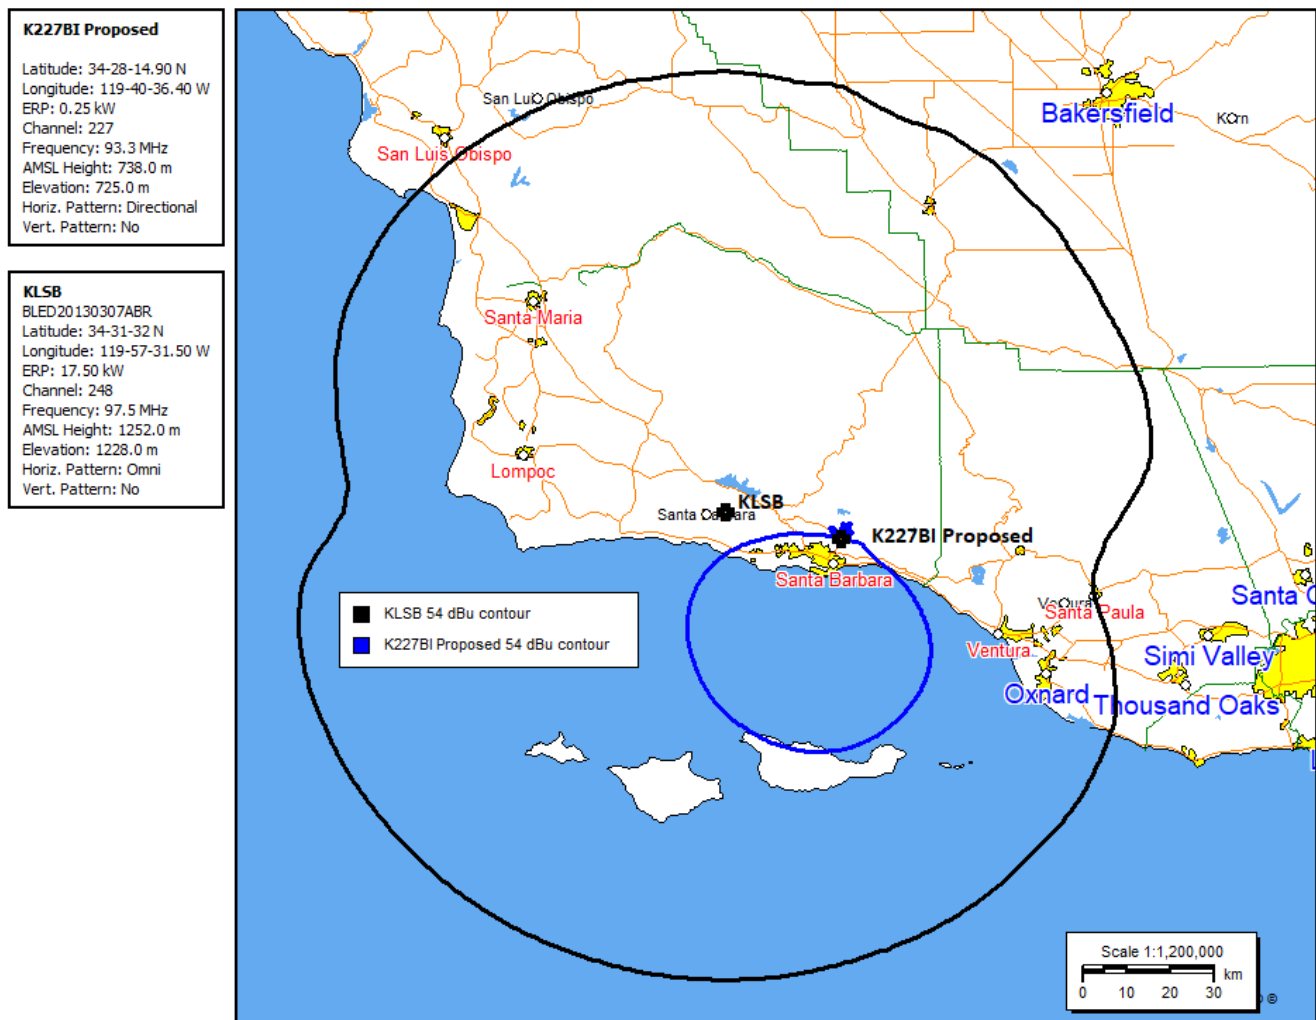 K227BI Proposed
Latitude: 34-28-14.90 N
Longitude: 119-40-36.40 W
ERP: 0.25 kW
Channel: 227
Frequency: 93.3 MHz
AMSL Height: 738.0 m
Elevation: 725.0 m
Horiz. Pattern: Directional
Vert. Pattern: No
KLSB
BLED20130307ABR
Latitude: 34-31-32 N
Longitude: 119-57-31.50 W
ERP: 17.50 kW
Channel: 248
Frequency: 97.5 MHz
AMSL Height: 1252.0 m
Elevation: 1228.0 m
Horiz. Pattern: Omni
Vert. Pattern: No
San Luis Obispo
Bakersfield
Kern
San Luis Obispo
Santa Maria
Lompoc
KLSB
Santa Barbara
K227BI Proposed
Santa Barbara
Ventura
Santa Paula
Santa C
Ventura
Simi Valley
Oxnard
Thousand Oaks
L
KLSB 54 dBu contour
K227BI Proposed 54 dBu contour
Scale 1:1,200,000
km
0 10 20 30
©